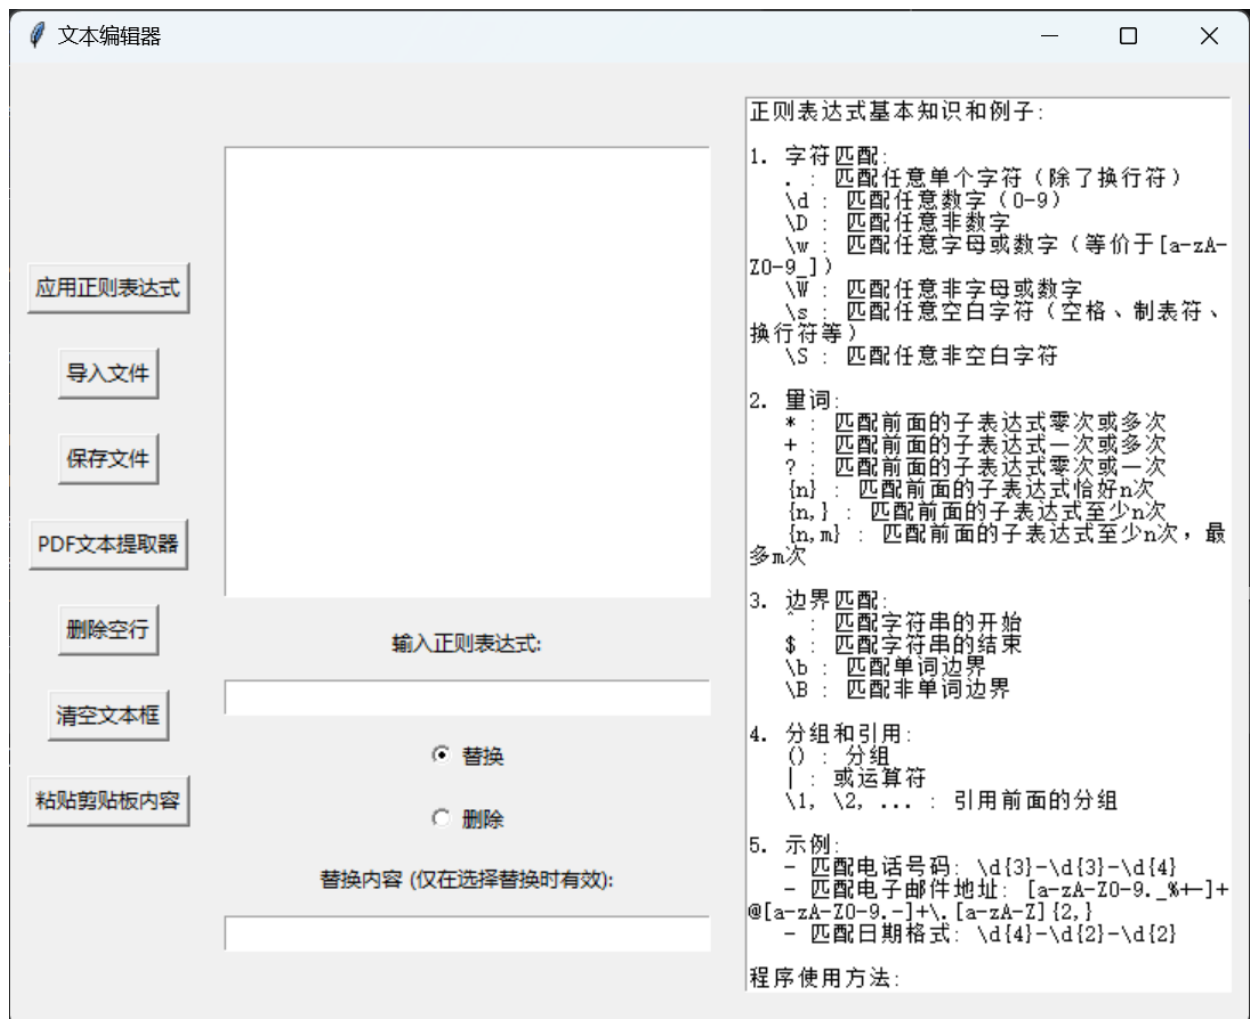 文本编辑器
应用正则表达式
导入文件
保存文件
PDF文本提取器
删除空行
清空文本框
粘贴剪贴板内容
输入正则表达式:
替换
删除
替换内容 (仅在选择替换时有效):
正则表达式基本知识和例子:
1. 字符匹配:
. : 匹配任意单个字符（除了换行符）
\d : 匹配任意数字（0-9）
\D : 匹配任意非数字
\w : 匹配任意字母或数字（等价于[a-zA-
Z0-9_]）
\W : 匹配任意非字母或数字
\s : 匹配任意空白字符（空格、制表符、
换行符等）
\S : 匹配任意非空白字符
2. 量词:
* : 匹配前面的子表达式零次或多次
+ : 匹配前面的子表达式一次或多次
? : 匹配前面的子表达式零次或一次
{n} : 匹配前面的子表达式恰好n次
{n,} : 匹配前面的子表达式至少n次
{n,m} : 匹配前面的子表达式至少n次，最
多m次
3. 边界匹配:
^ : 匹配字符串的开始
$ : 匹配字符串的结束
\b : 匹配单词边界
\B : 匹配非单词边界
4. 分组和引用:
() : 分组
| : 或运算符
\1, \2, ... : 引用前面的分组
5. 示例:
- 匹配电话号码: \d{3}-\d{3}-\d{4}
- 匹配电子邮件地址: [a-zA-Z0-9._%+-]+
@[a-zA-Z0-9.-]+\.[a-zA-Z]{2,}
- 匹配日期格式: \d{4}-\d{2}-\d{2}
程序使用方法: